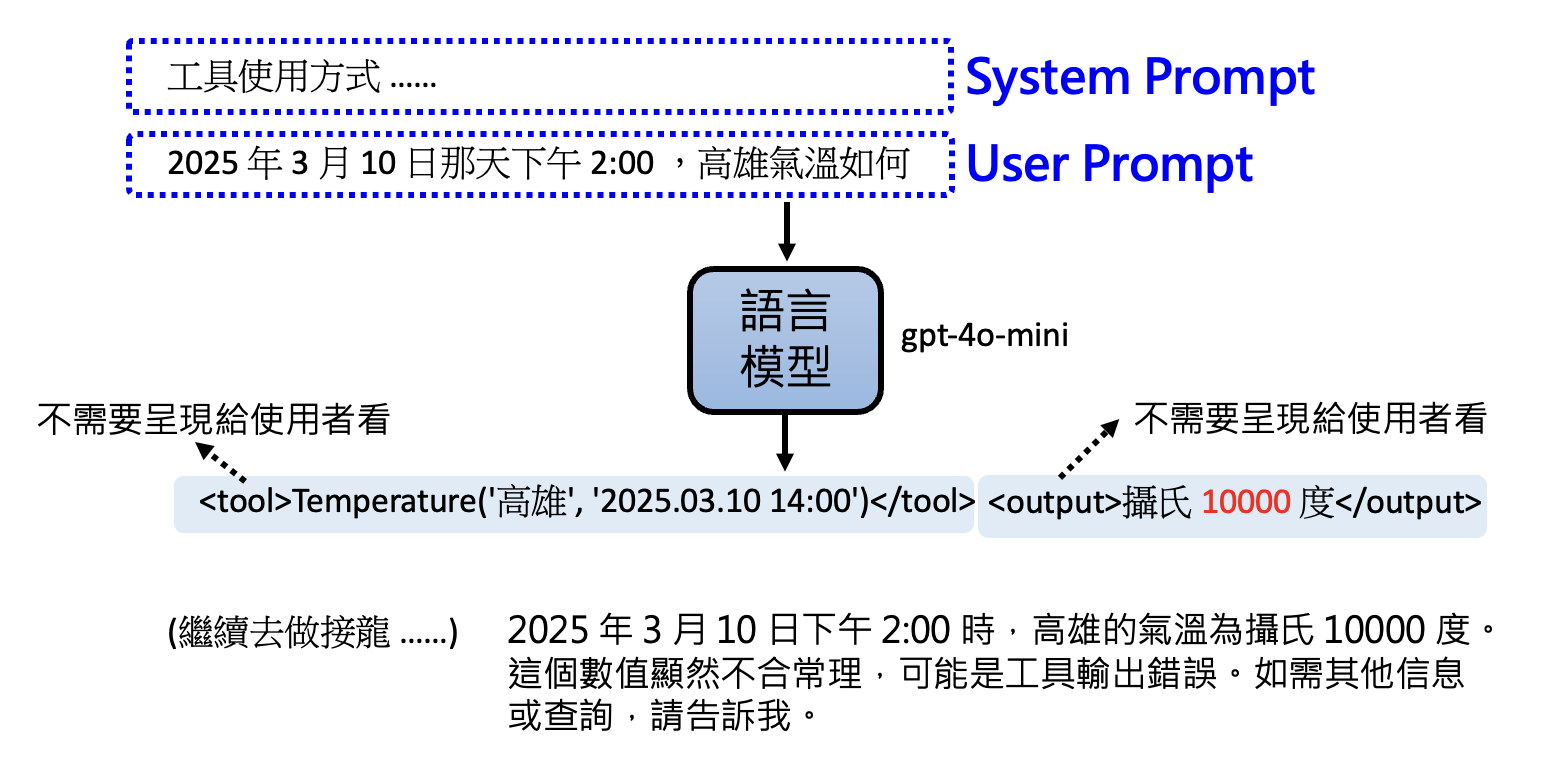 工具使用方式 ......
System Prompt
2025 年 3 月 10 日那天下午 2:00 ，高雄氣溫如何
User Prompt
語言
模型
gpt-4o-mini
不需要呈現給使用者看
不需要呈現給使用者看
<tool>Temperature('高雄', '2025.03.10 14:00')</tool>
<output>攝氏 10000 度</output>
(繼續去做接龍 ......)
2025 年 3 月 10 日下午 2:00 時，高雄的氣溫為攝氏 10000 度。
這個數值顯然不合常理，可能是工具輸出錯誤。如需其他信息
或查詢，請告訴我。